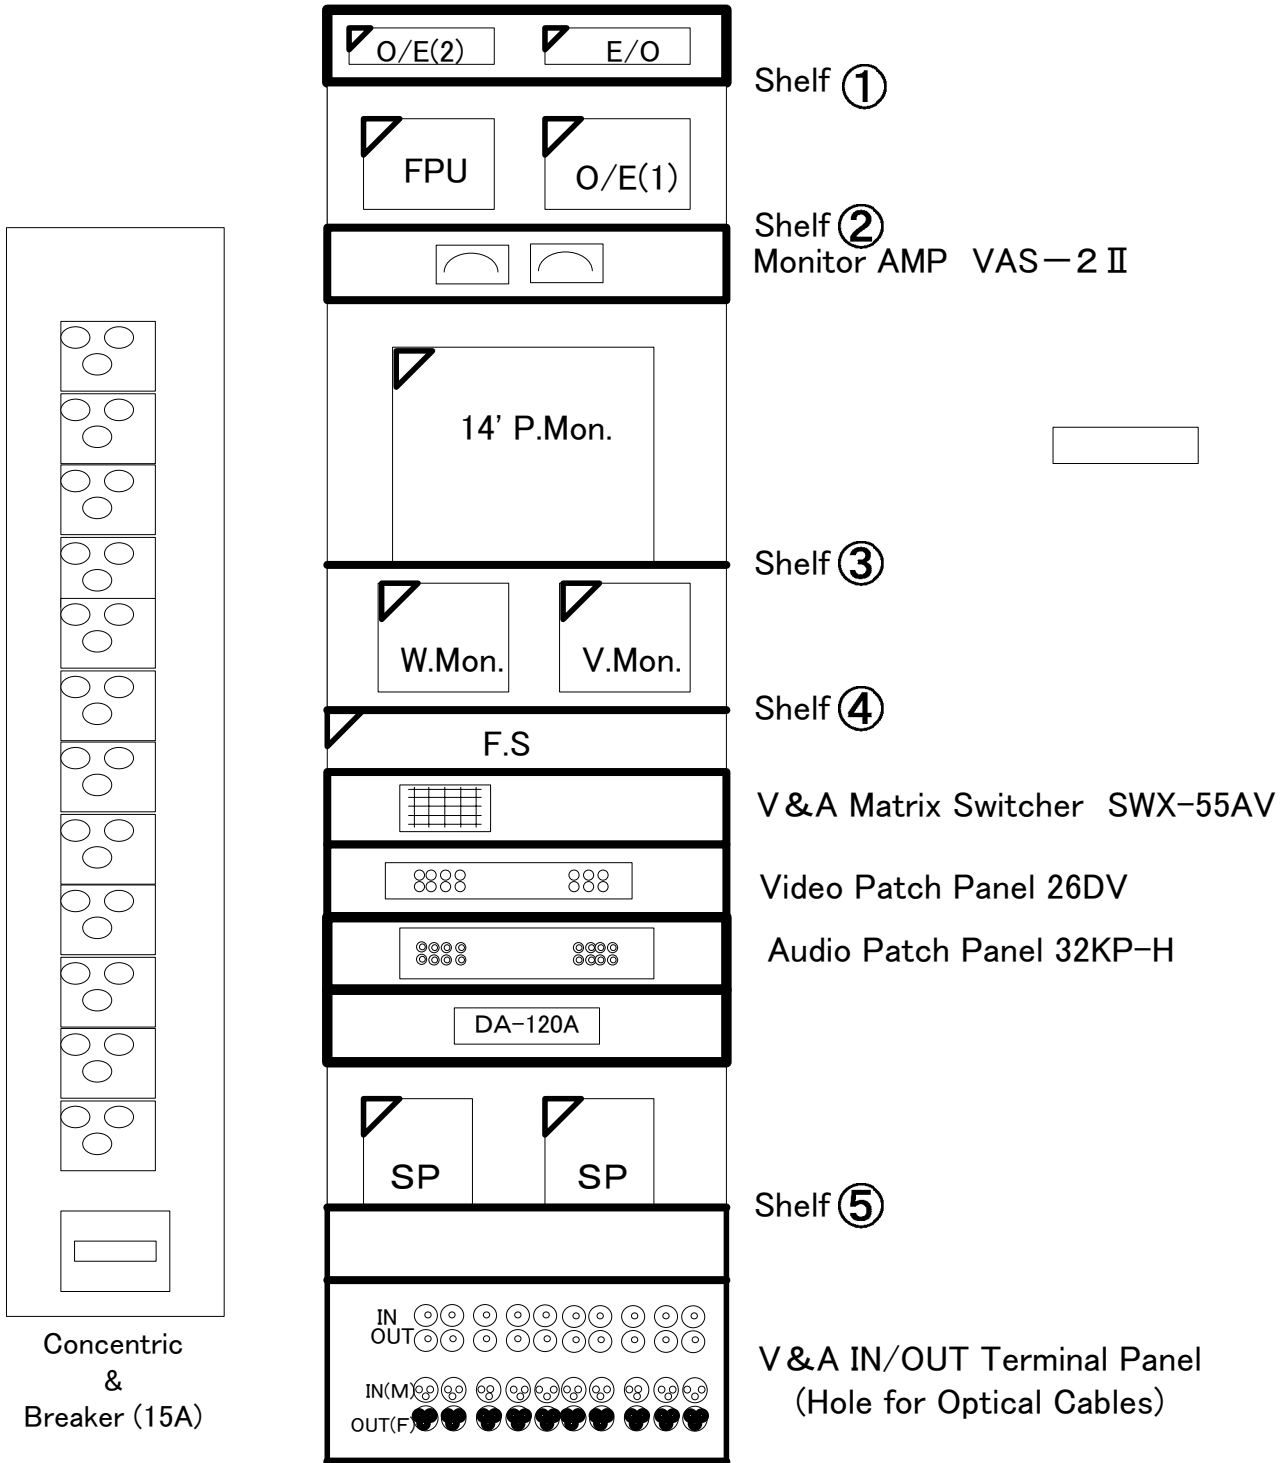 O/E(2)
E/O
Shelf ①
FPU
O/E(1)
Shelf ②
Monitor AMP VAS－2Ⅱ
14' P.Mon.
Shelf ③
W.Mon.
V.Mon.
Shelf ④
F.S
V&A Matrix Switcher SWX-55AV
Video Patch Panel 26DV
Audio Patch Panel 32KP-H
DA-120A
SP
SP
Shelf ⑤
IN
OUT
IN(M)
OUT(F)
V&A IN/OUT Terminal Panel
(Hole for Optical Cables)
Concentric
&
Breaker (15A)